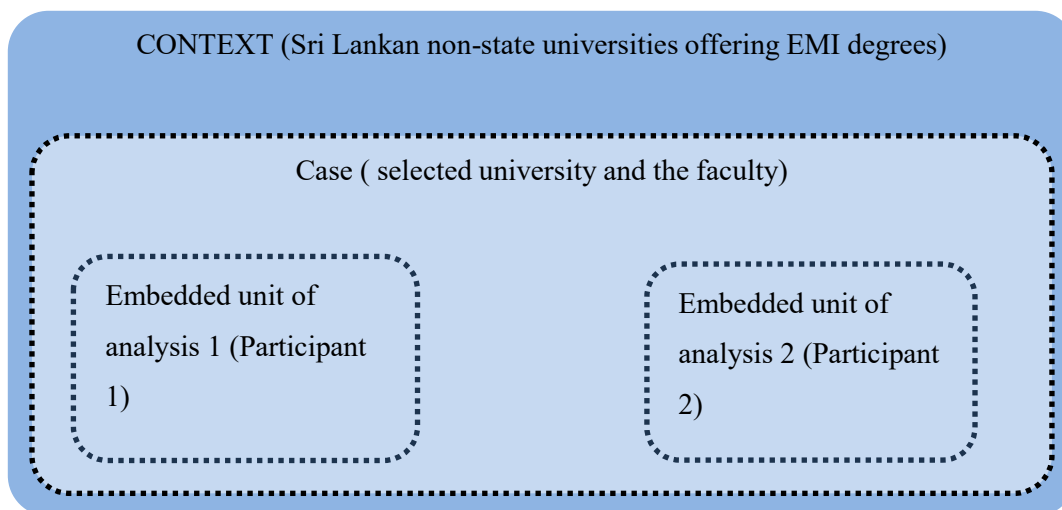 CONTEXT (Sri Lankan non-state universities offering EMI degrees)
Case ( selected university and the faculty)
Embedded unit of
analysis 1 (Participant
1)
Embedded unit of
analysis 2 (Participant
2)